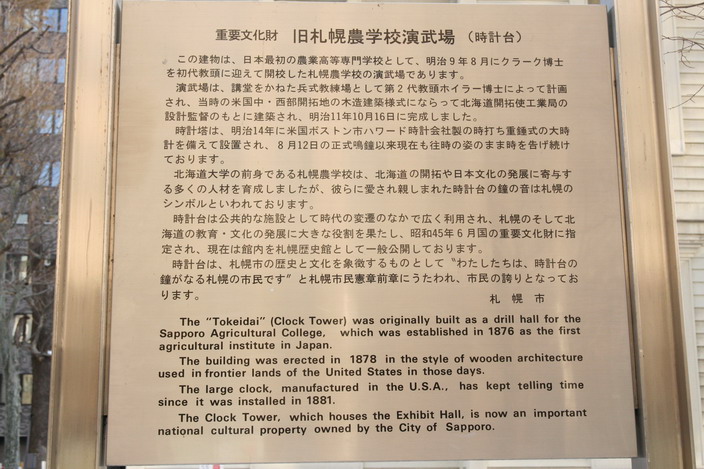 重要文化財 旧札幌農学校演武場 (時計台)
この建物は、日本最初の農業高等専門学校として、明治9年8月にクラーク博士
を初代教頭に迎えて開校した札幌農学校の演武場であります。
演武場は、講堂をかねた兵式教練場として第2代教頭ホイラー博士によって計画
され、当時の米国中・西部開拓地の木造建築様式にならって北海道開拓使工業局の
設計監督のもとに建築され、明治11年10月16日に完成しました。
時計塔は、明治14年に米国ボストン市ハワード時計会社製の時打ち重錘式の大時
計を備えて設置され、8月12日の正式鳴鐘以来現在も往時の姿のまま時を告げ続け
ております。
北海道大学の前身である札幌農学校は、北海道の開拓や日本文化の発展に寄与す
る多くの人材を育成しましたが、彼らに愛され親しまれた時計台の鐘の音は札幌の
シンボルといわれております。
時計台は公共的な施設として時代の変遷のなかで広く利用され、札幌のそして北
海道の教育・文化の発展に大きな役割を果たし、昭和45年6月国の重要文化財に指
定され、現在は館内を札幌歴史館として一般公開しております。
時計台は、札幌市の歴史と文化を象徴するものとして〝わたしたちは、時計台の
鐘がなる札幌の市民です〞と札幌市民憲章前章にうたわれ、市民の誇りとなってお
ります。
札幌市
The "Tokeidai" (Clock Tower) was originally built as a drill hall for the
Sapporo Agricultural College, which was established in 1876 as the first
agricultural institute in Japan.
The building was erected in 1878 in the style of wooden architecture
used in frontier lands of the United States in those days.
The large clock, manufactured in the U.S.A., has kept telling time
since it was installed in 1881.
The Clock Tower, which houses the Exhibit Hall, is now an important
national cultural property owned by the City of Sapporo.